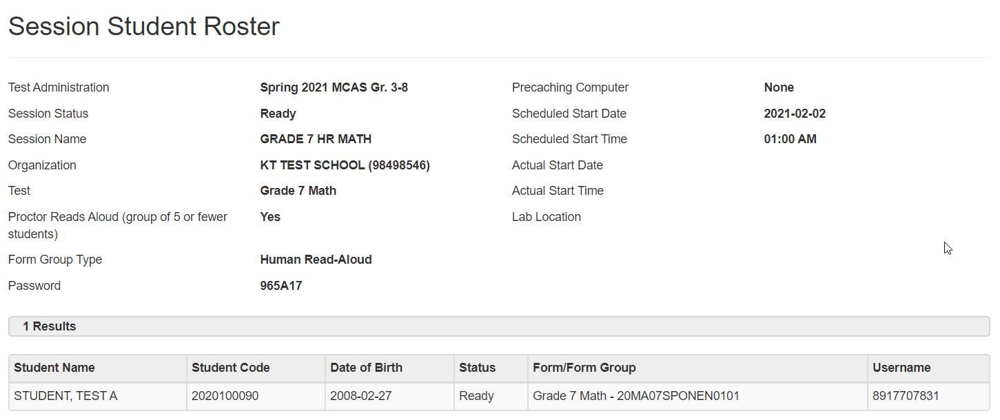 Session Student Roster
Test Administration Spring 2021 MCAS Gr. 3-8 Precaching Computer None
Session Status Ready Scheduled Start Date 2021-02-02
Session Name GRADE 7 HR MATH Scheduled Start Time 01:00 AM
Organization KT TEST SCHOOL (98498546) Actual Start Date
Test Grade 7 Math Actual Start Time
Proctor Reads Aloud (group of 5 or fewer Yes Lab Location
students)
Form Group Type Human Read-Aloud
Password 965A17
1 Results
Student Name Student Code Date of Birth Status Form/Form Group Username
STUDENT, TEST A 2020100090 2008-02-27 Ready Grade 7 Math - 20MA07SPONEN0101 8917707831